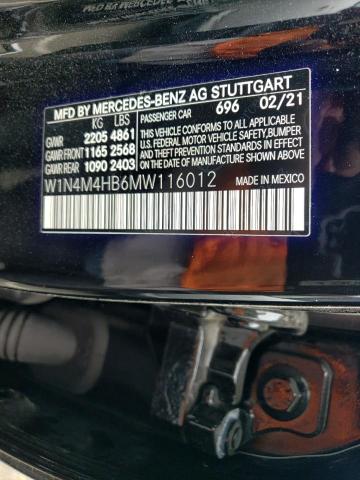 MFD BY MERCEDES-BENZ AG STUTTGART
KG LBS PASSENGER CAR 696 02/21
GVWR 2205 4861
GAWR FRONT 1165 2568
GAWR REAR 1090 2403
THIS VEHICLE CONFORMS TO ALL APPLICABLE
U.S. FEDERAL MOTOR VEHICLE SAFETY, BUMPER
AND THEFT PREVENTION STANDARDS IN EFFECT
ON THE DATE OF MANUFACTURE SHOWN ABOVE.
W1N4M4HB6MW116012 MADE IN MEXICO